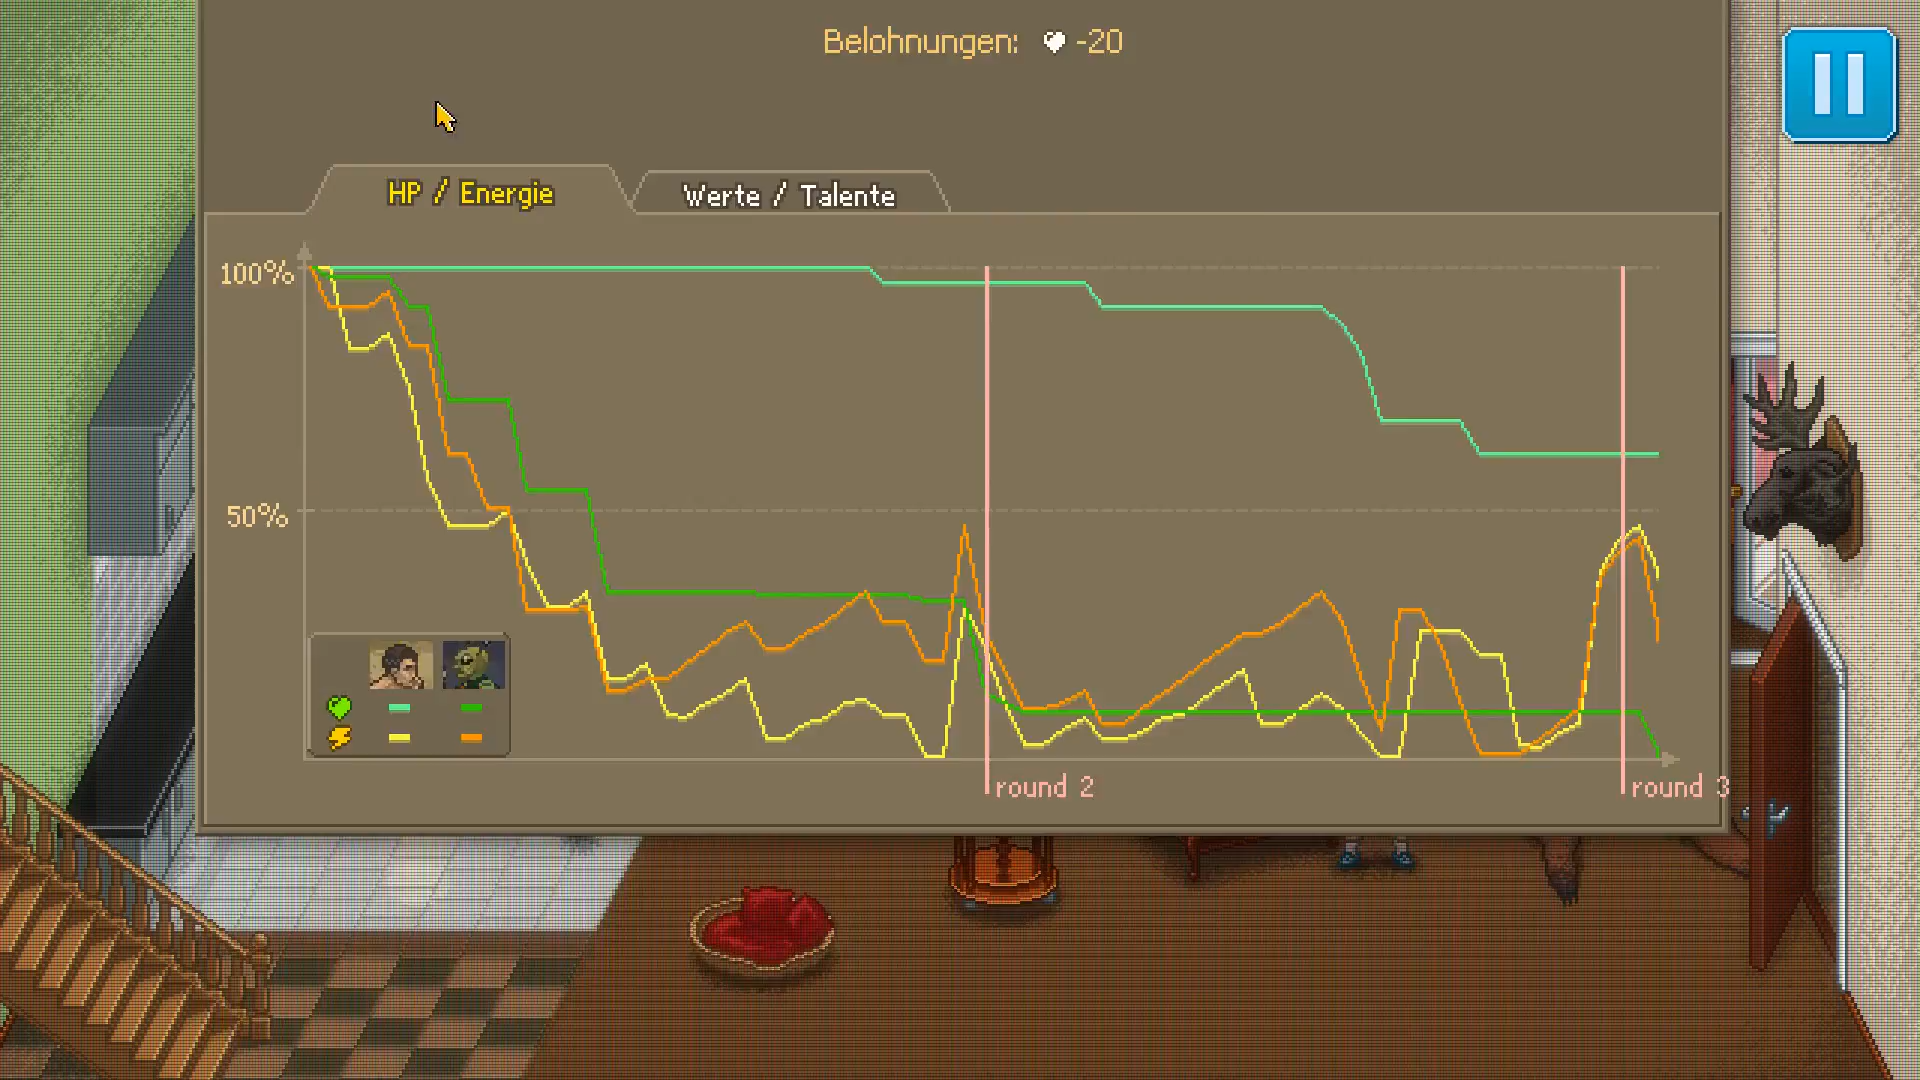 Belohnungen: -20
HP / Energie
Werte / Talente
100%
50%
round 2
round 3